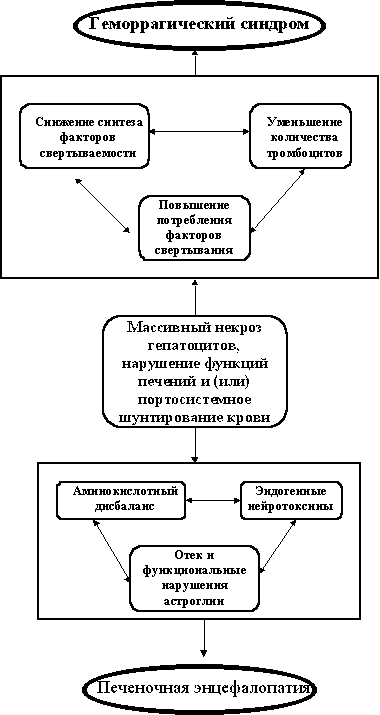 Геморрагический синдром
Снижение синтеза
факторов
свертываемости
Уменьшение
количества
тромбоцитов
Повышение
потребления
факторов
свертывания
Массивный некроз
гепатоцитов,
нарушение функций
печений и (или)
портосистемное
шунтирование крови
Аминокислотный
дисбаланс
Эндогенные
нейротоксины
Отек и
функциональные
нарушения
астроглии
Печеночная энцефалопатия